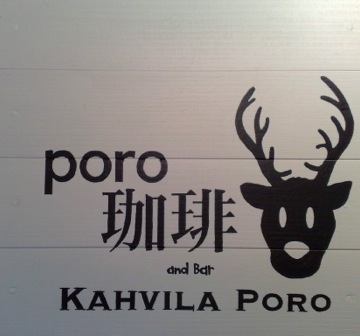 poro
珈琲
and Bar
KAHVILA PORO